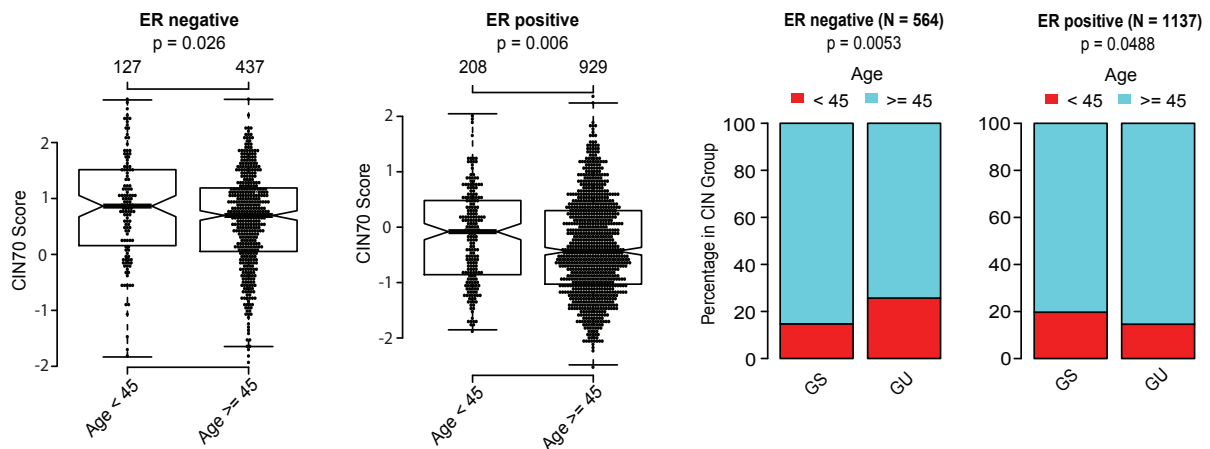 ER negative
p = 0.026
127 437
CIN70 Score
2
1
0
-1
-2
Age < 45
Age >= 45
ER positive
p = 0.006
208 929
CIN70 Score
2
1
0
-1
-2
Age < 45
Age >= 45
ER negative (N = 564)
p = 0.0053
Age
< 45 >= 45
Percentage in CIN Group
100
80
60
40
20
0
GS
GU
ER positive (N = 1137)
p = 0.0488
Age
< 45 >= 45
100
80
60
40
20
0
GS
GU